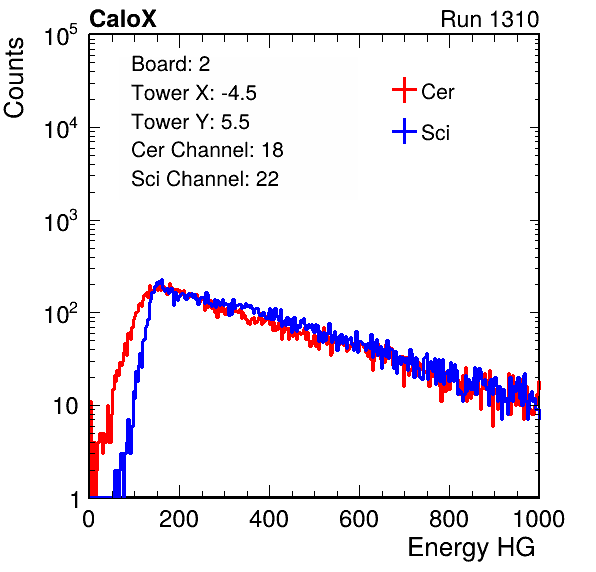 CaloX Run 1310
Counts
Board: 2
Tower X: -4.5
Tower Y: 5.5
Cer Channel: 18
Sci Channel: 22
Cer
Sci
10^5
10^4
10^3
10^2
10
1
0 200 400 600 800 1000
Energy HG